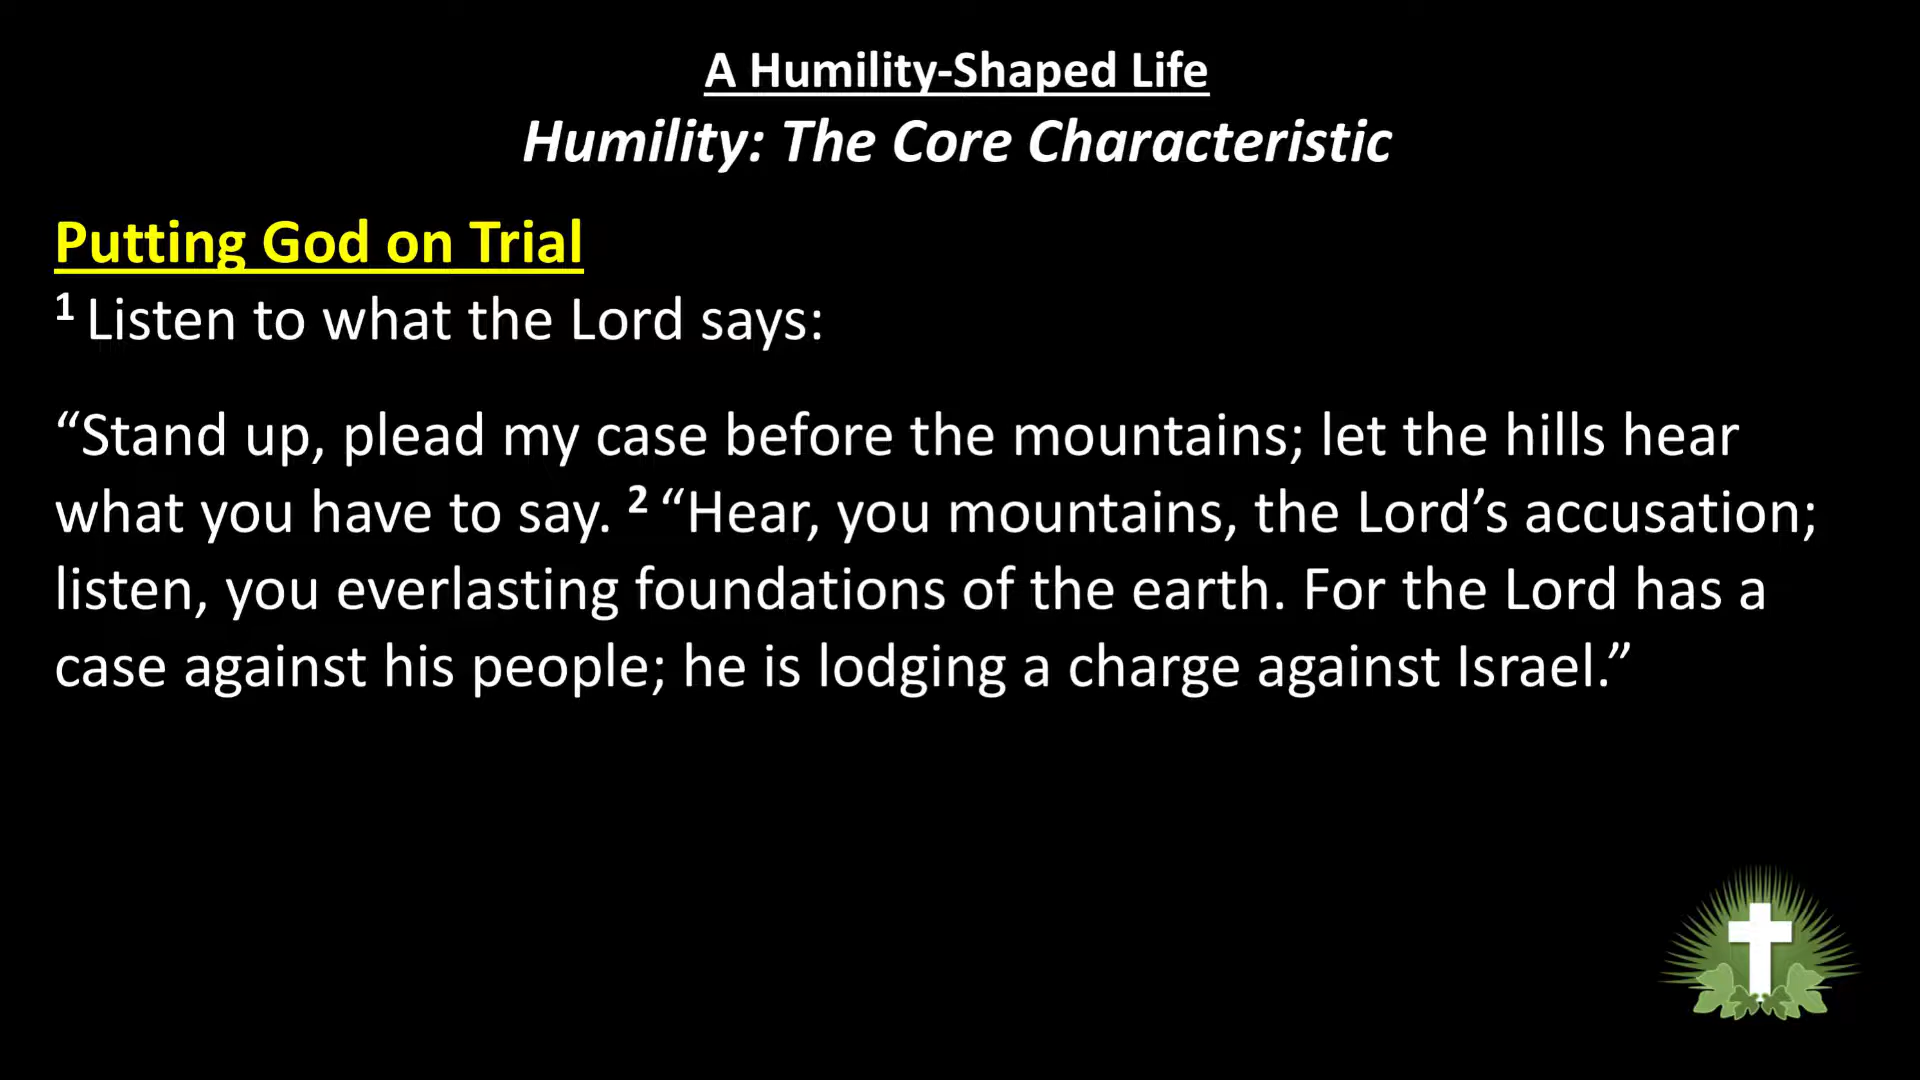 A Humility-Shaped Life
Humility: The Core Characteristic
Putting God on Trial
1 Listen to what the Lord says:
“Stand up, plead my case before the mountains; let the hills hear
what you have to say. 2 “Hear, you mountains, the Lord’s accusation;
listen, you everlasting foundations of the earth. For the Lord has a
case against his people; he is lodging a charge against Israel.”